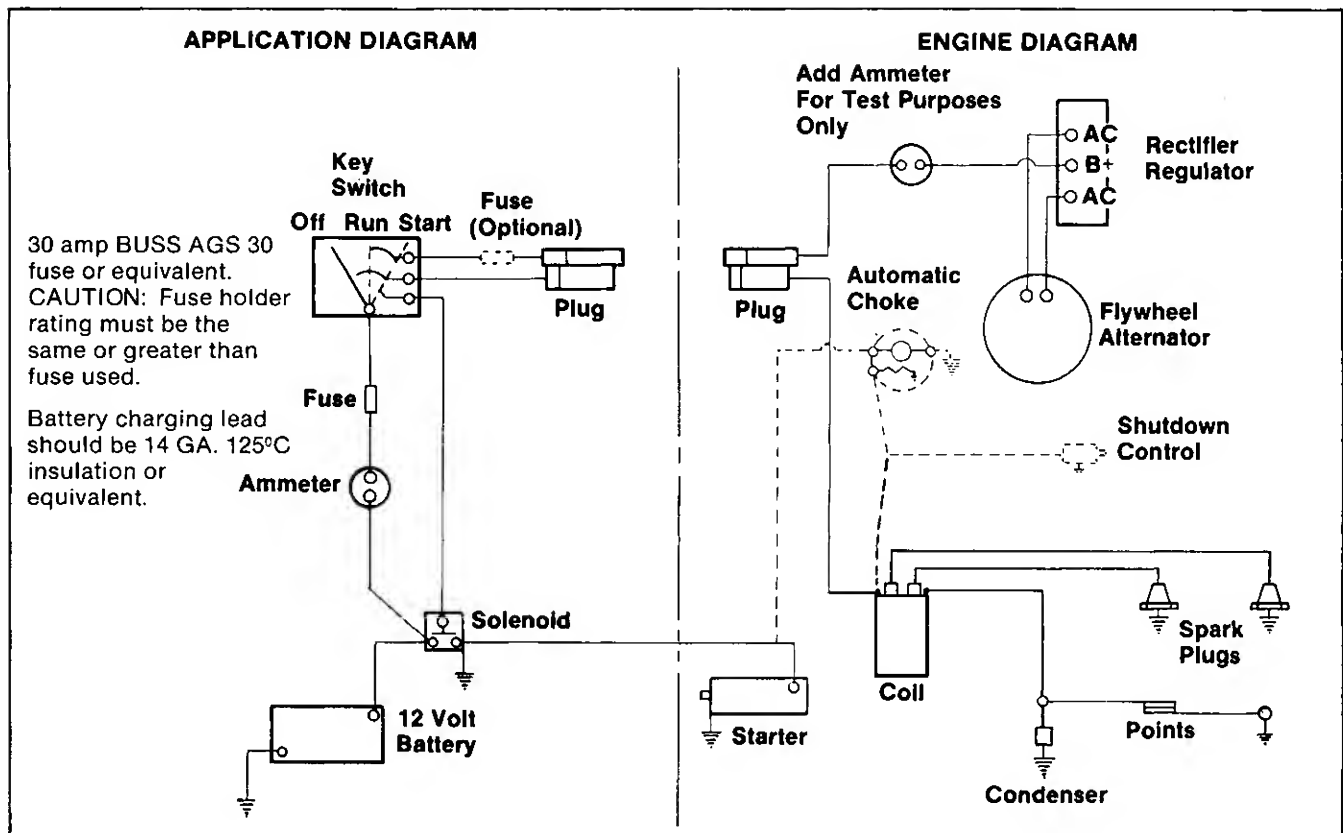 APPLICATION DIAGRAM
ENGINE DIAGRAM
Add Ammeter
For Test Purposes
Only
AC
B+
AC
Rectifier
Regulator
Key
Switch
Off Run Start
Fuse
(Optional)
Plug
30 amp BUSS AGS 30
fuse or equivalent.
CAUTION: Fuse holder
rating must be the
same or greater than
fuse used.
Battery charging lead
should be 14 GA. 125ºC
insulation or
equivalent.
Fuse
Ammeter
Solenoid
12 Volt
Battery
Plug
Automatic
Choke
Flywheel
Alternator
Shutdown
Control
Spark
Plugs
Coil
Starter
Points
Condenser